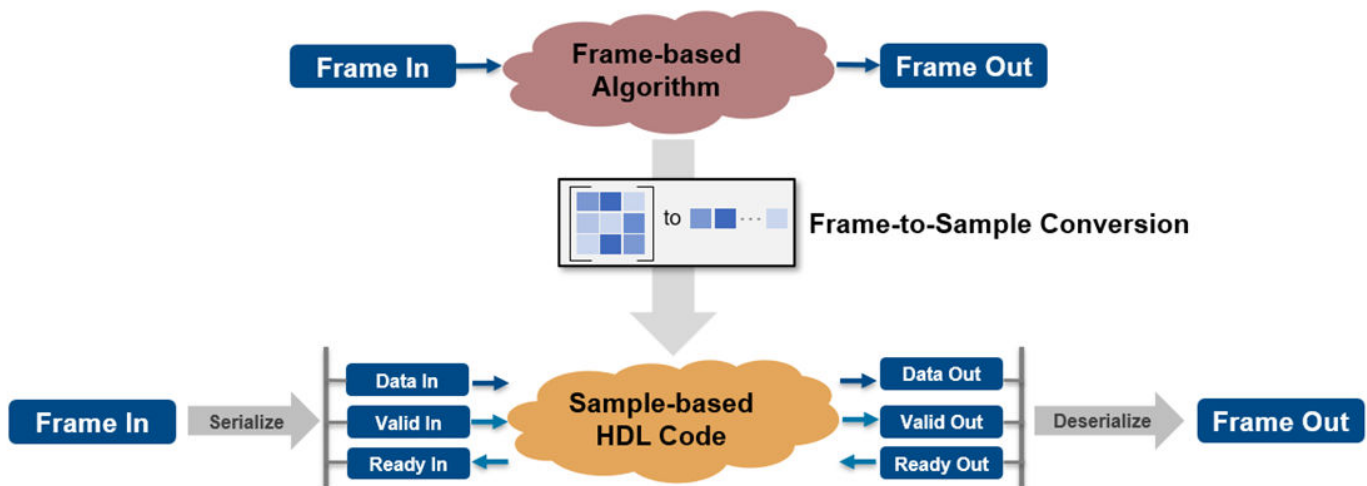 Frame In
Frame-based
Algorithm
Frame Out
to
Frame-to-Sample Conversion
Frame In
Serialize
Data In
Valid In
Ready In
Sample-based
HDL Code
Data Out
Valid Out
Ready Out
Deserialize
Frame Out